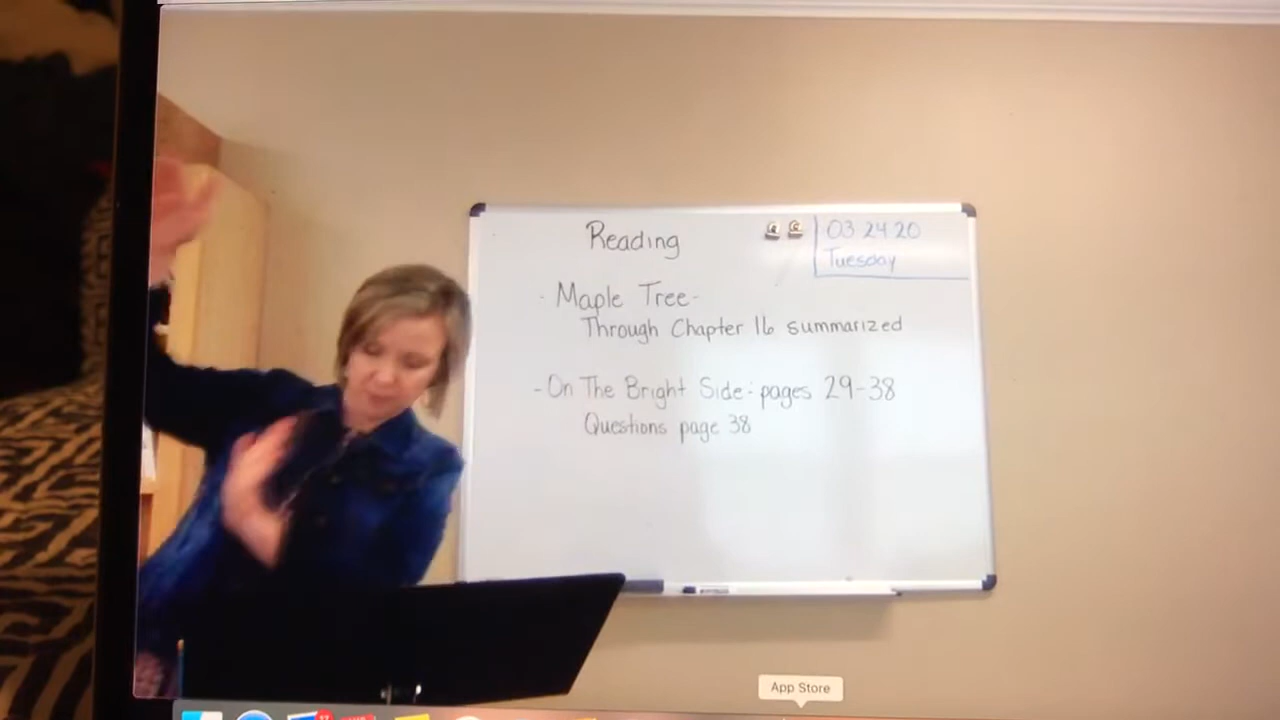 Reading
03 24 20
Tuesday
- Maple Tree-
Through Chapter 16 summarized
- On The Bright Side: pages 29-38
Questions page 38
App Store